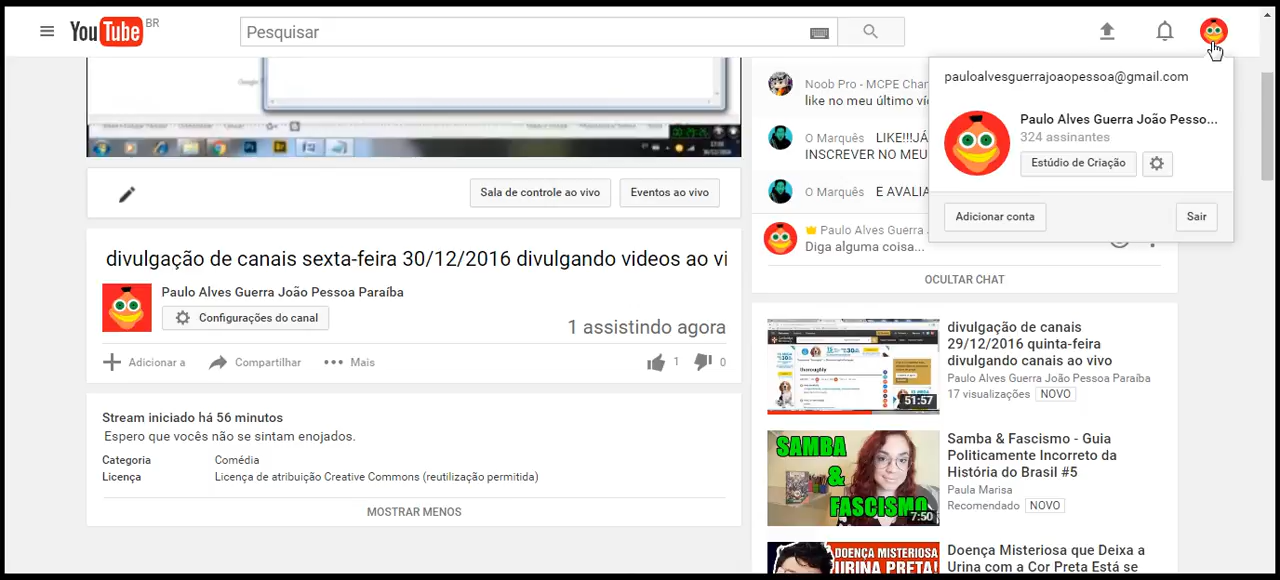 YouTube BR
Pesquisar
pauloalvesguerrajoaopessoa@gmail.com
Paulo Alves Guerra João Pesso...
324 assinantes
Estúdio de Criação
Adicionar conta
Sair
Noob Pro - MCPE Chan
like no meu último víd
O Marquês LIKE!!!JÁ
INSCREVER NO MEU
O Marquês E AVALIA
Paulo Alves Guerra J
Diga alguma coisa...
OCULTAR CHAT
Sala de controle ao vivo
Eventos ao vivo
divulgação de canais sexta-feira 30/12/2016 divulgando videos ao vi
Paulo Alves Guerra João Pessoa Paraíba
Configurações do canal
1 assistindo agora
Adicionar a
Compartilhar
Mais
1
0
Stream iniciado há 56 minutos
Espero que vocês não se sintam enojados.
Categoria Comédia
Licença Licença de atribuição Creative Commons (reutilização permitida)
MOSTRAR MENOS
51:57
divulgação de canais
29/12/2016 quinta-feira
divulgando canais ao vivo
Paulo Alves Guerra João Pessoa Paraíba
17 visualizações NOVO
SAMBA
&
FASCISMO
7:50
Samba & Fascismo - Guia
Politicamente Incorreto da
História do Brasil #5
Paula Marisa
Recomendado NOVO
DOENÇA MISTERIOSA
URINA PRETA!
Doença Misteriosa que Deixa a
Urina com a Cor Preta Está se